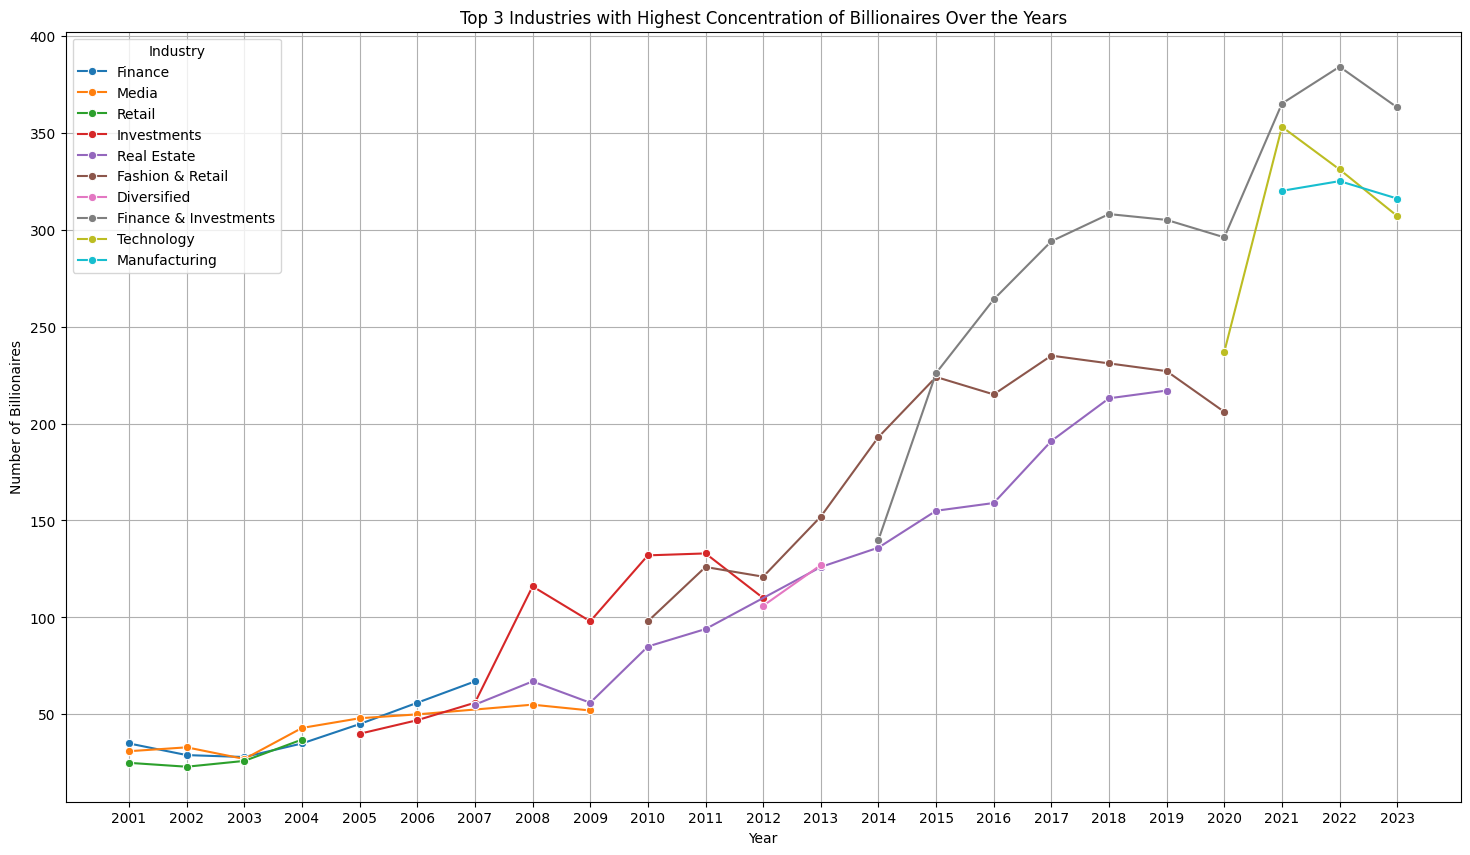 Top 3 Industries with Highest Concentration of Billionaires Over the Years
Industry
Finance
Media
Retail
Investments
Real Estate
Fashion & Retail
Diversified
Finance & Investments
Technology
Manufacturing
Number of Billionaires
400
350
300
250
200
150
100
50
2001 2002 2003 2004 2005 2006 2007 2008 2009 2010 2011 2012 2013 2014 2015 2016 2017 2018 2019 2020 2021 2022 2023
Year